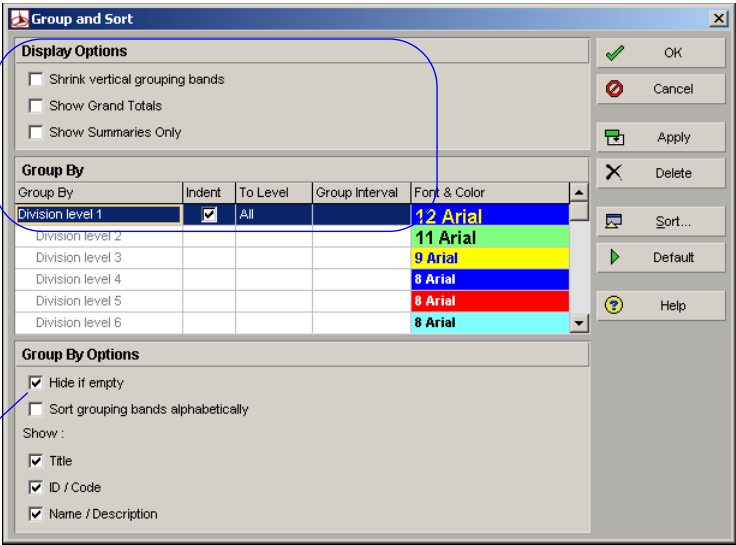 Group and Sort
Display Options
Shrink vertical grouping bands
Show Grand Totals
Show Summaries Only
Group By
Group By Indent To Level Group Interval Font & Color
Division level 1 All 12 Arial
Division level 2 11 Arial
Division level 3 9 Arial
Division level 4 8 Arial
Division level 5 8 Arial
Division level 6 8 Arial
Group By Options
Hide if empty
Sort grouping bands alphabetically
Show :
Title
ID / Code
Name / Description
OK
Cancel
Apply
Delete
Sort...
Default
Help